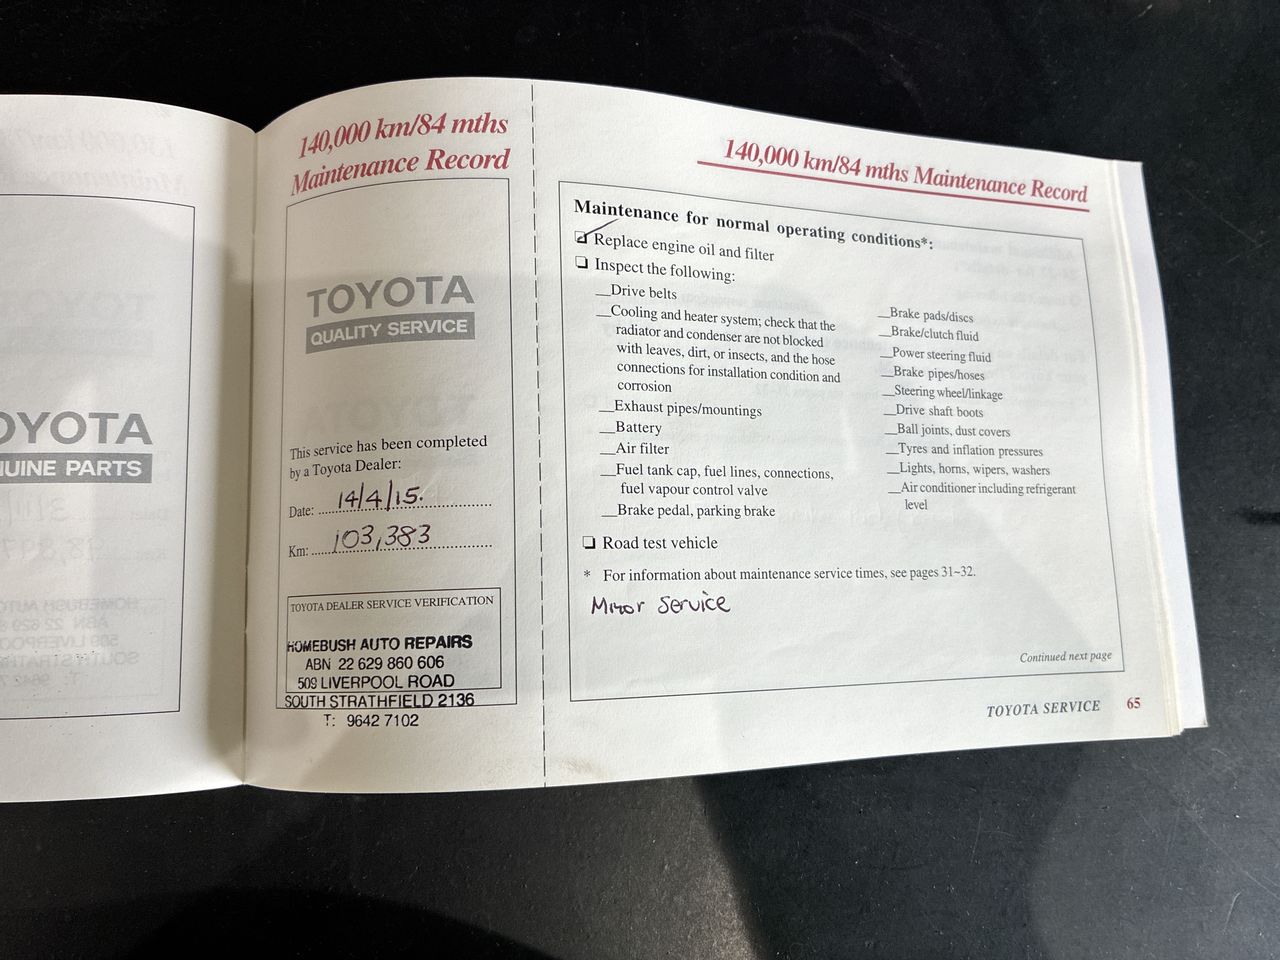 OYOTA
UINE PARTS
140,000 km/84 mths
Maintenance Record
TOYOTA
QUALITY SERVICE
This service has been completed
by a Toyota Dealer:
Date: 14/4/15.
Km: 103,383
TOYOTA DEALER SERVICE VERIFICATION
HOMEBUSH AUTO REPAIRS
ABN 22 629 860 606
509 LIVERPOOL ROAD
SOUTH STRATHFIELD 2136
T: 9642 7102
140,000 km/84 mths Maintenance Record
Maintenance for normal operating conditions*:
Replace engine oil and filter
Inspect the following:
Drive belts
Cooling and heater system; check that the
radiator and condenser are not blocked
with leaves, dirt, or insects, and the hose
connections for installation condition and
corrosion
Exhaust pipes/mountings
Battery
Air filter
Fuel tank cap, fuel lines, connections,
fuel vapour control valve
Brake pedal, parking brake
Brake pads/discs
Brake/clutch fluid
Power steering fluid
Brake pipes/hoses
Steering wheel/linkage
Drive shaft boots
Ball joints, dust covers
Tyres and inflation pressures
Lights, horns, wipers, washers
Air conditioner including refrigerant
level
Road test vehicle
* For information about maintenance service times, see pages 31~32.
Minor Service
Continued next page
TOYOTA SERVICE 65